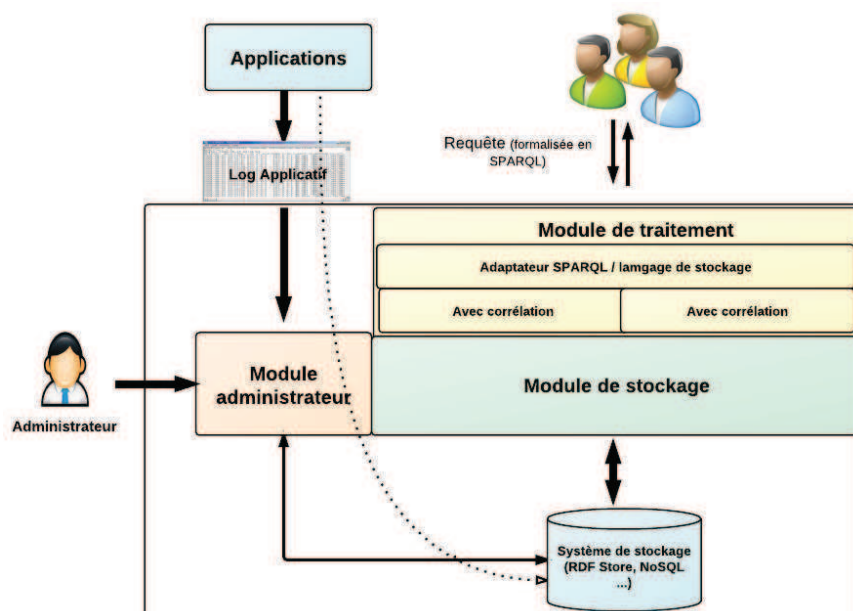 Applications
Log Applicatif
Requête (formalisée en
SPARQL)
Module de traitement
Adaptateur SPARQL / lamgage de stockage
Avec corrélation
Avec corrélation
Module
administrateur
Module de stockage
Administrateur
Système de stockage
(RDF Store, NoSQL
...)